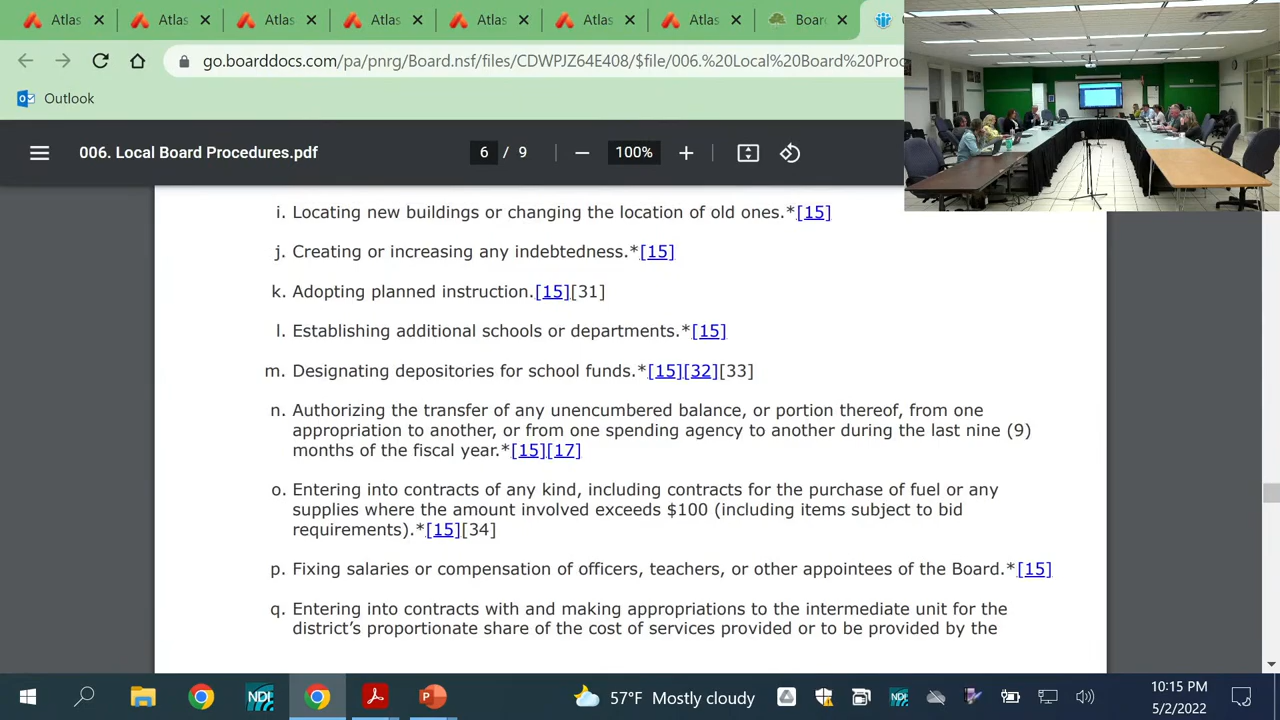 Atlas
Atlas
Atlas
Atlas
Atlas
Atlas
Atlas
Board
go.boarddocs.com/pa/pnrg/Board.nsf/files/CDWPJZ64E408/$file/006.%20Local%20Board%20Proc
Outlook
006. Local Board Procedures.pdf
6 / 9
100%
i. Locating new buildings or changing the location of old ones.*[15]
j. Creating or increasing any indebtedness.*[15]
k. Adopting planned instruction.[15][31]
l. Establishing additional schools or departments.*[15]
m. Designating depositories for school funds.*[15][32][33]
n. Authorizing the transfer of any unencumbered balance, or portion thereof, from one
appropriation to another, or from one spending agency to another during the last nine (9)
months of the fiscal year.*[15][17]
o. Entering into contracts of any kind, including contracts for the purchase of fuel or any
supplies where the amount involved exceeds $100 (including items subject to bid
requirements).*[15][34]
p. Fixing salaries or compensation of officers, teachers, or other appointees of the Board.*[15]
q. Entering into contracts with and making appropriations to the intermediate unit for the
district's proportionate share of the cost of services provided or to be provided by the
NDI
57°F Mostly cloudy
NDI
10:15 PM
5/2/2022